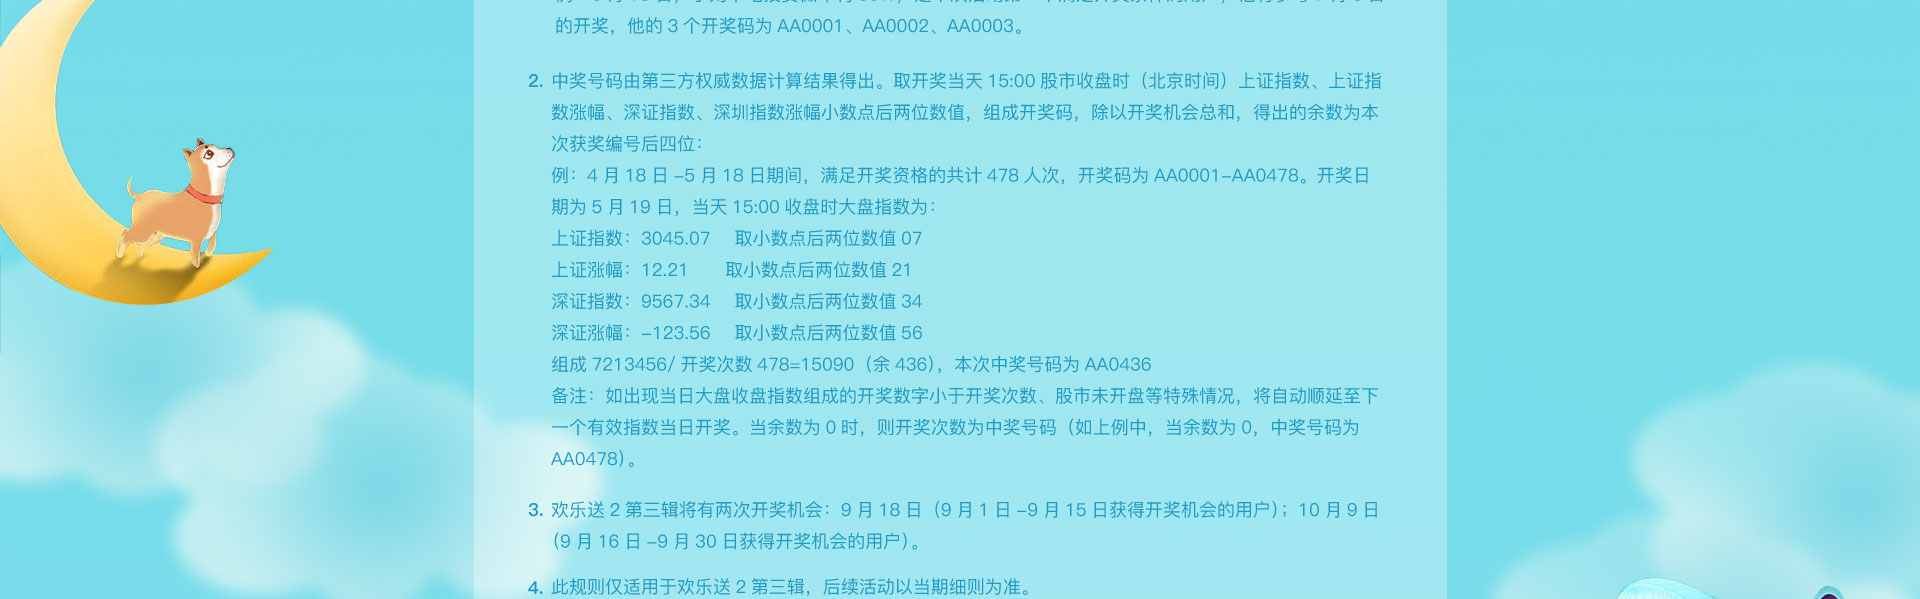 的开奖，他的 3 个开奖码为 AA0001、AA0002、AA0003。
2. 中奖号码由第三方权威数据计算结果得出。取开奖当天 15:00 股市收盘时（北京时间）上证指数、上证指
数涨幅、深证指数、深圳指数涨幅小数点后两位数值，组成开奖码，除以开奖机会总和，得出的余数为本
次获奖编号后四位：
例：4 月 18 日 –5 月 18 日期间，满足开奖资格的共计 478 人次，开奖码为 AA0001–AA0478。开奖日
期为 5 月 19 日，当天 15:00 收盘时大盘指数为：
上证指数：3045.07 取小数点后两位数值 07
上证涨幅：12.21 取小数点后两位数值 21
深证指数：9567.34 取小数点后两位数值 34
深证涨幅：–123.56 取小数点后两位数值 56
组成 7213456/ 开奖次数 478=15090（余 436），本次中奖号码为 AA0436
备注：如出现当日大盘收盘指数组成的开奖数字小于开奖次数、股市未开盘等特殊情况，将自动顺延至下
一个有效指数当日开奖。当余数为 0 时，则开奖次数为中奖号码（如上例中，当余数为 0，中奖号码为
AA0478）。
3. 欢乐送 2 第三辑将有两次开奖机会：9 月 18 日（9 月 1 日 –9 月 15 日获得开奖机会的用户）；10 月 9 日
（9 月 16 日 –9 月 30 日获得开奖机会的用户）。
4. 此规则仅适用于欢乐送 2 第三辑，后续活动以当期细则为准。